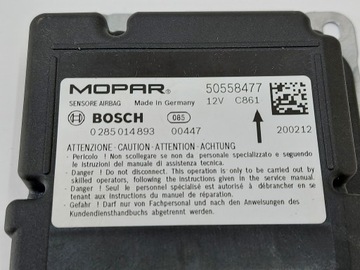 MOPAR® 50558477
SENSORE AIRBAG Made in Germany 12V C861
BOSCH 085
0 285 014 893 00447 200212
ATTENZIONE-CAUTION-ATTENTION-ACHTUNG
- Pericolo ! Non scollegare se non da personale specializzato e seguendo
le istruzioni del manuale di assistenza tecnica.
- Danger ! Do not disconnect. This operation is only to be carried out by
skilled operators, following the instructions given in the service manual.
- Danger ! Seul le personnel spécialisé est autorisé à débrancher en se
tenant aux instructions du manual de réparation.
- Gefahr ! Darf nur von Fachpersonal und nach den Anweisungen des
Kundendiensthandbuchs abgetrennt werden.